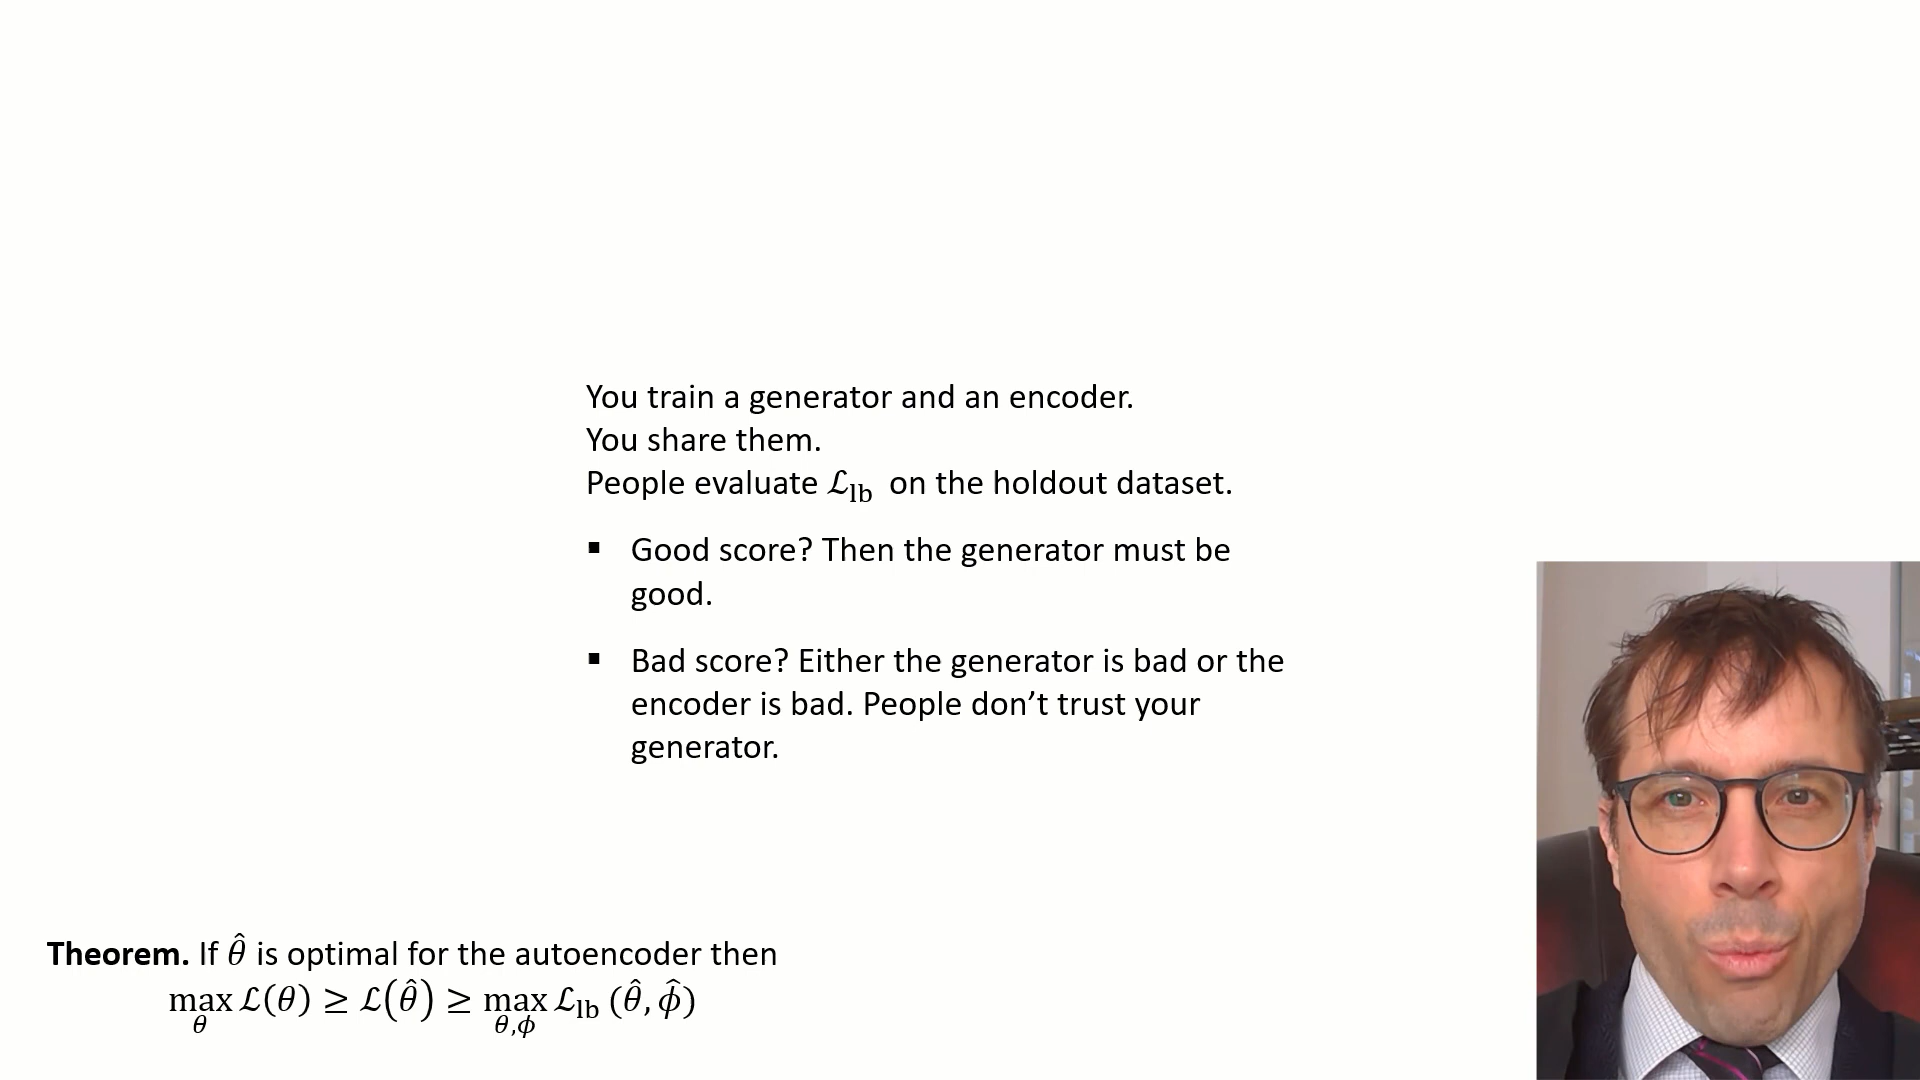 You train a generator and an encoder.
You share them.
People evaluate ℒ_lb on the holdout dataset.
▪ Good score? Then the generator must be
good.
▪ Bad score? Either the generator is bad or the
encoder is bad. People don’t trust your
generator.
Theorem. If θ̂ is optimal for the autoencoder then
max_θ ℒ(θ) ≥ ℒ(θ̂) ≥ max_{θ,ϕ} ℒ_lb (θ̂, ϕ̂)